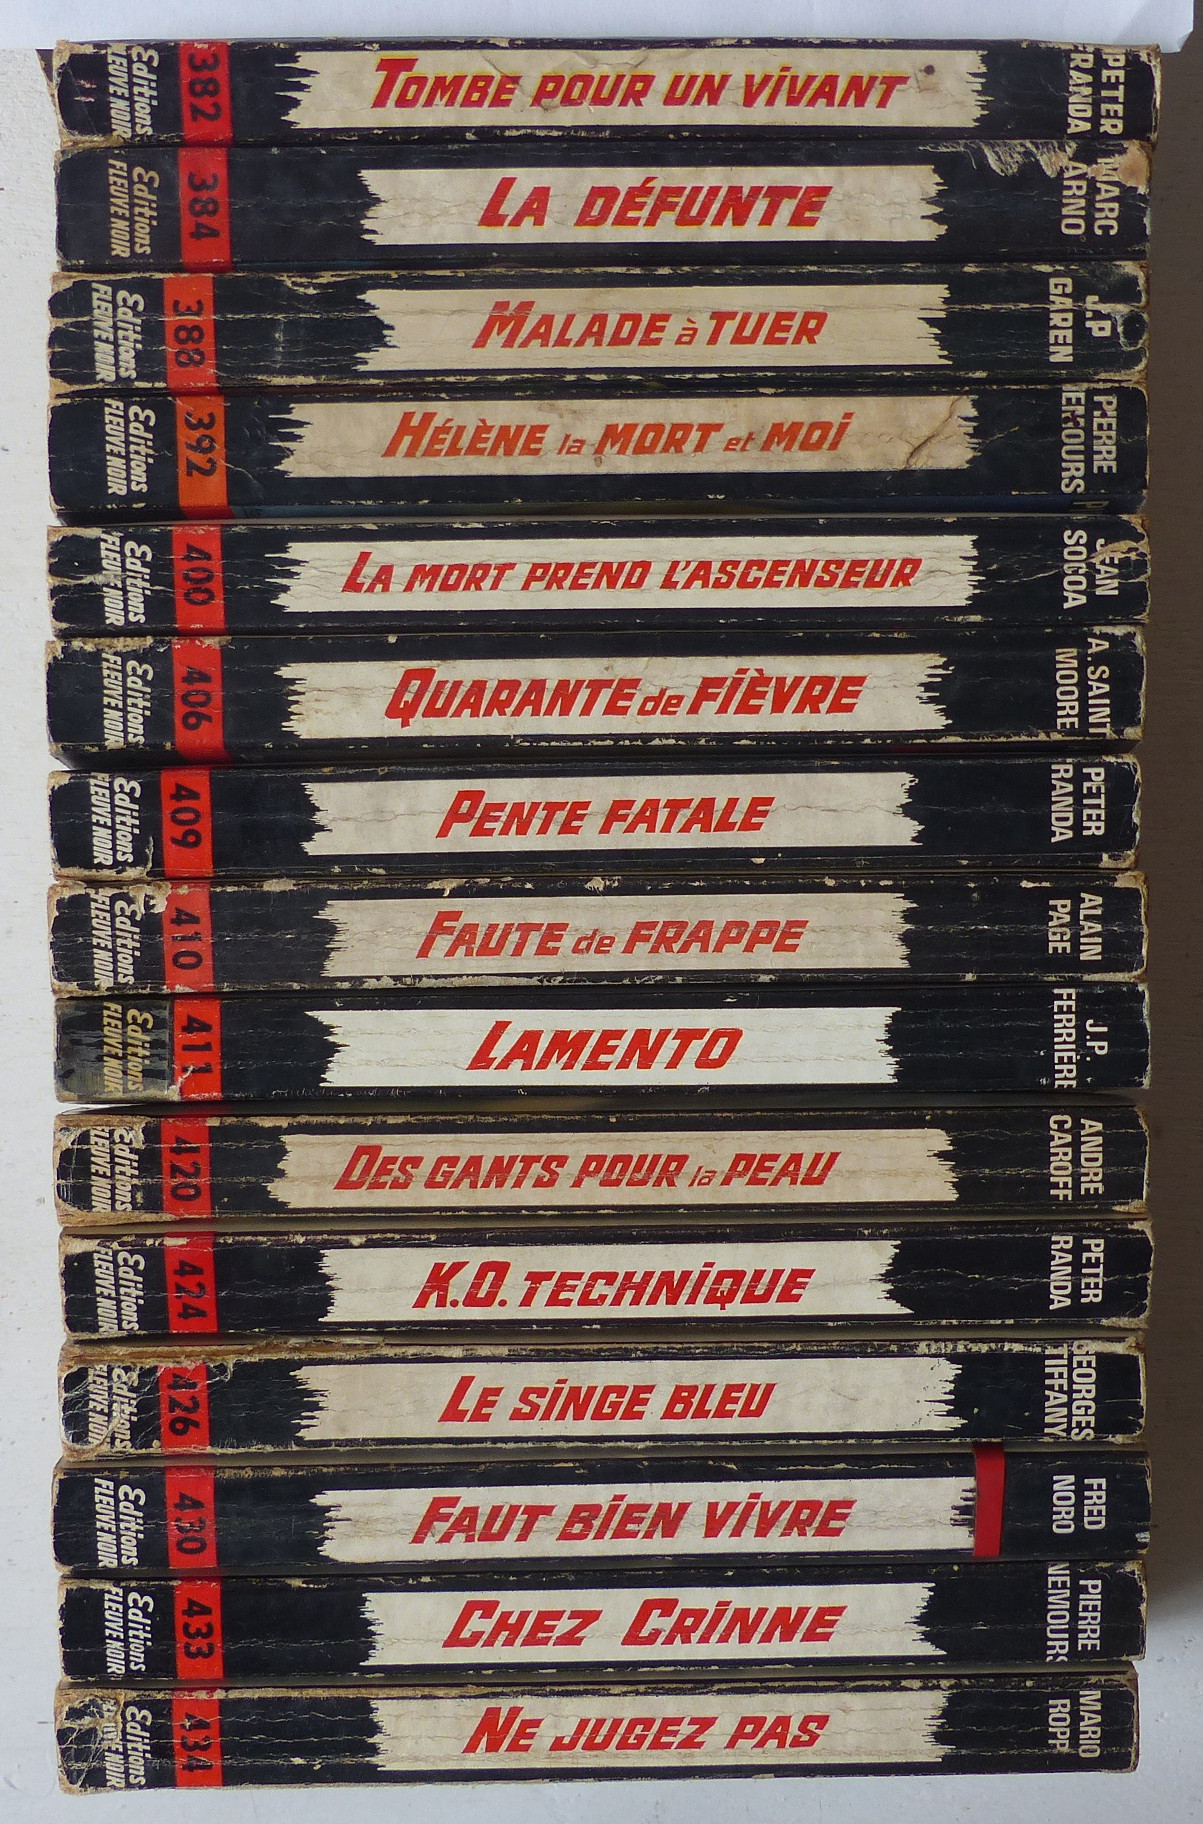 Editions
FLEUVE NOIR
382
TOMBE POUR UN VIVANT
PETER
RANDA
Editions
FLEUVE NOIR
384
LA DÉFUNTE
MARC
ARNO
Editions
FLEUVE NOIR
388
MALADE à TUER
J.P
GAREN
Editions
FLEUVE NOIR
392
HÉLÈNE la MORT et MOI
PIERRE
NEMOURS
Editions
FLEUVE NOIR
400
LA MORT PREND L'ASCENSEUR
JEAN
SOCOA
Editions
FLEUVE NOIR
406
QUARANTE de FIÈVRE
A. SAINT
MOORE
Editions
FLEUVE NOIR
409
PENTE FATALE
PETER
RANDA
Editions
FLEUVE NOIR
410
FAUTE de FRAPPE
ALAIN
PAGE
Editions
FLEUVE NOIR
411
LAMENTO
J.P.
FERRIÈRE
Editions
FLEUVE NOIR
420
DES GANTS POUR la PEAU
ANDRE
CAROFF
Editions
FLEUVE NOIR
424
K.O. TECHNIQUE
PETER
RANDA
Editions
FLEUVE NOIR
426
LE SINGE BLEU
GEORGES
TIFFANY
Editions
FLEUVE NOIR
430
FAUT BIEN VIVRE
FRED
NORO
Editions
FLEUVE NOIR
433
CHEZ CRINNE
PIERRE
NEMOURS
Editions
FLEUVE NOIR
434
NE JUGEZ PAS
MARIO
ROPP